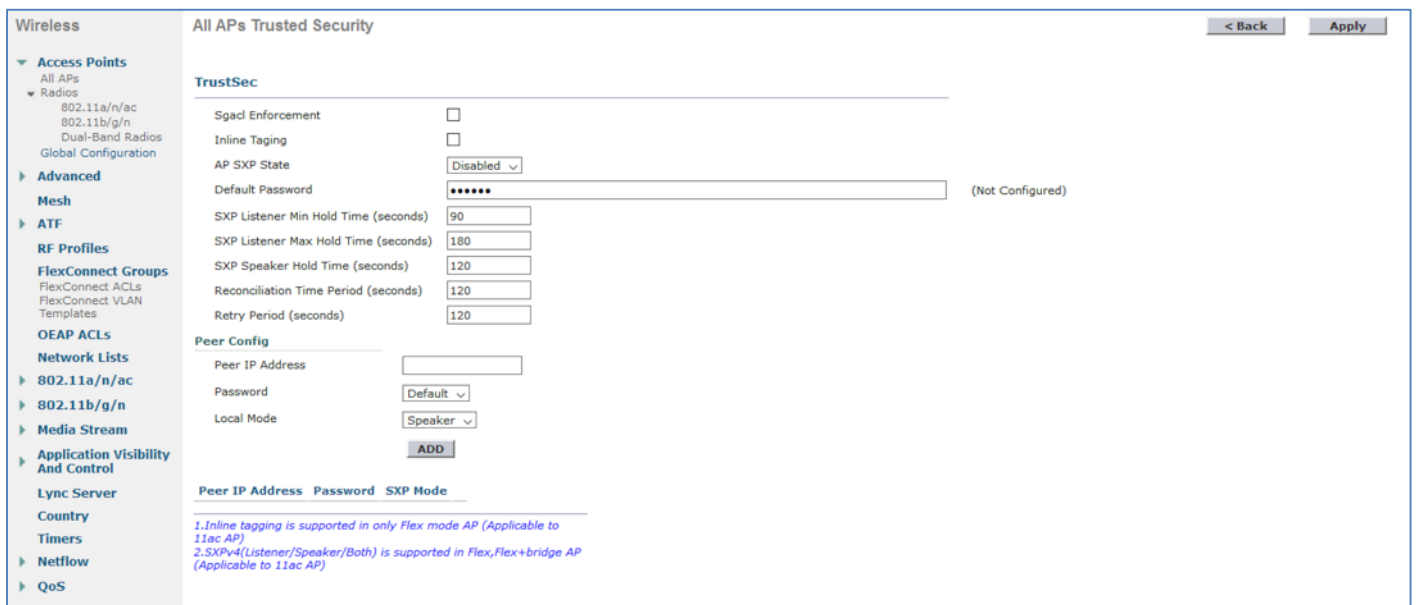 Wireless
All APs Trusted Security
< Back
Apply
Access Points
All APs
Radios
802.11a/n/ac
802.11b/g/n
Dual-Band Radios
Global Configuration
Advanced
Mesh
ATF
RF Profiles
FlexConnect Groups
FlexConnect ACLs
FlexConnect VLAN
Templates
OEAP ACLs
Network Lists
802.11a/n/ac
802.11b/g/n
Media Stream
Application Visibility
And Control
Lync Server
Country
Timers
Netflow
QoS
TrustSec
Sgacl Enforcement
Inline Taging
AP SXP State Disabled
Default Password •••••• (Not Configured)
SXP Listener Min Hold Time (seconds) 90
SXP Listener Max Hold Time (seconds) 180
SXP Speaker Hold Time (seconds) 120
Reconciliation Time Period (seconds) 120
Retry Period (seconds) 120
Peer Config
Peer IP Address
Password Default
Local Mode Speaker
ADD
Peer IP Address Password SXP Mode
1.Inline tagging is supported in only Flex mode AP (Applicable to
11ac AP)
2.SXPv4(Listener/Speaker/Both) is supported in Flex,Flex+bridge AP
(Applicable to 11ac AP)